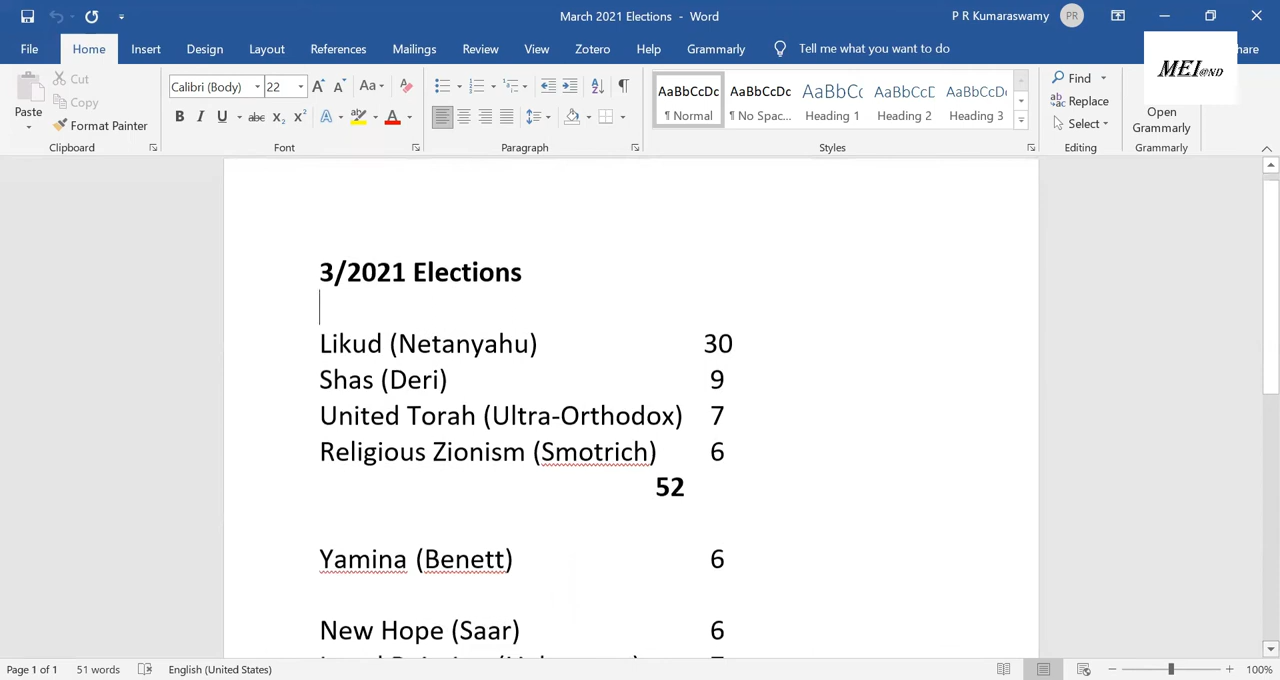 March 2021 Elections - Word
P R Kumaraswamy PR
File Home Insert Design Layout References Mailings Review View Zotero Help Grammarly Tell me what you want to do hare
MEI@ND
Paste
Cut
Copy
Format Painter
Clipboard
Calibri (Body) 22
Font
Paragraph
AaBbCcDc AaBbCcDc AaBbCc AaBbCcD AaBbCcDc
¶ Normal ¶ No Spac... Heading 1 Heading 2 Heading 3
Styles
Find
Replace
Select
Editing
Open
Grammarly
Grammarly
3/2021 Elections
Likud (Netanyahu) 30
Shas (Deri) 9
United Torah (Ultra-Orthodox) 7
Religious Zionism (Smotrich) 6
52
Yamina (Benett) 6
New Hope (Saar) 6
Page 1 of 1 51 words English (United States) 100%